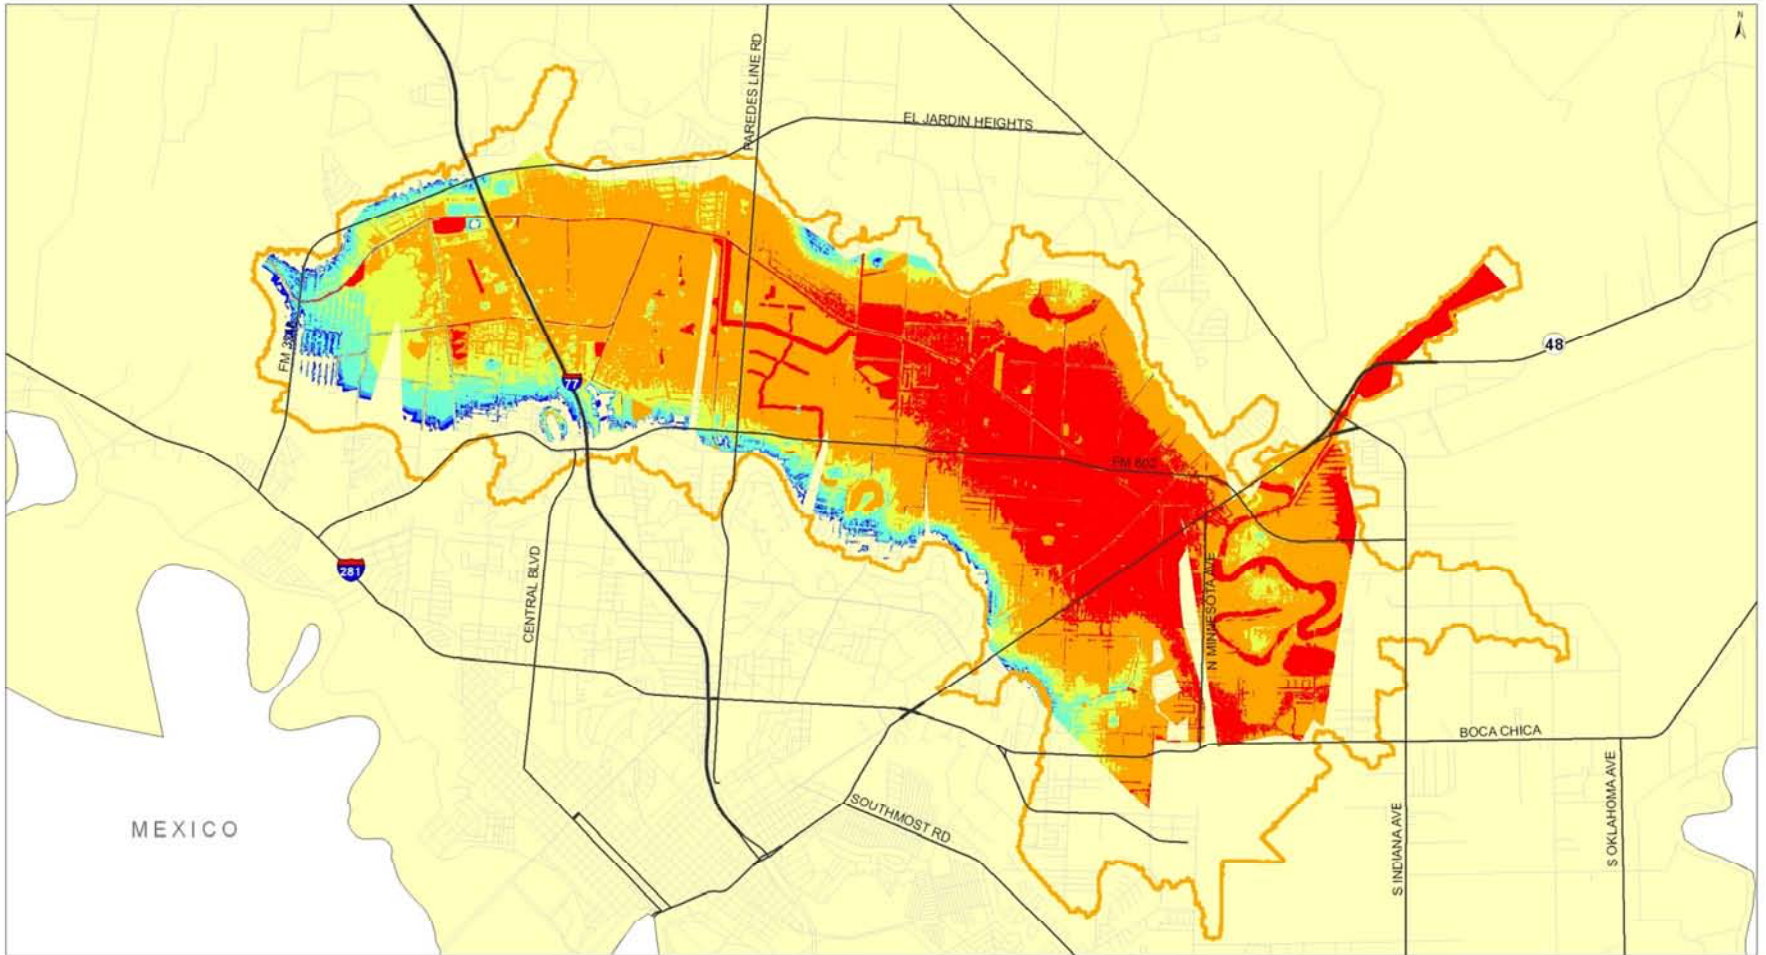 N
PAREDES LINE RD
EL JARDIN HEIGHTS
48
FM
77
FM 802
281
CENTRAL BLVD
N MINNESOTA AVE
BOCA CHICA
MEXICO
SOUTHMOST RD
S INDIANA AVE
S OKLAHOMA AVE